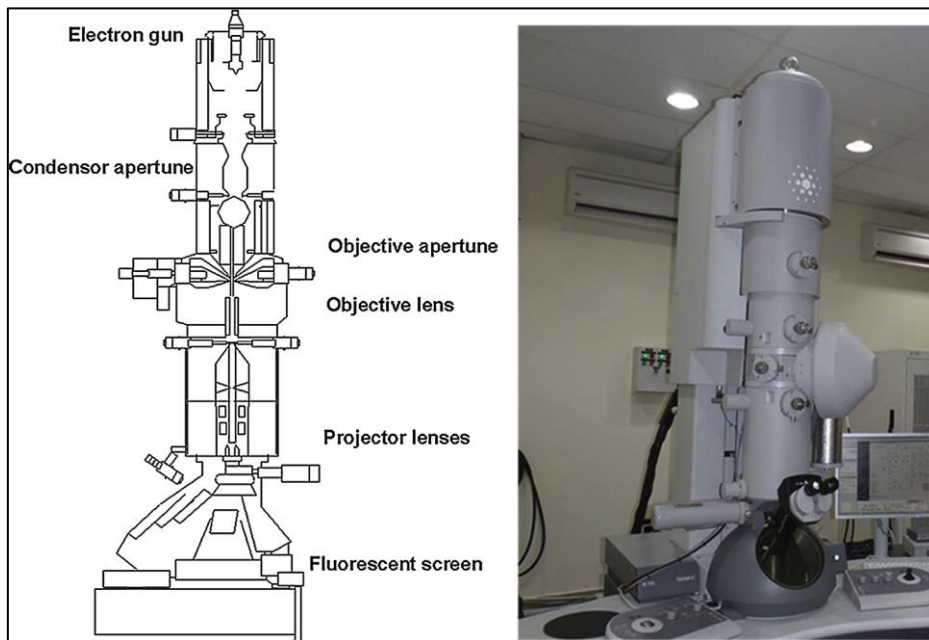 Electron gun
Condensor apertune
Objective apertune
Objective lens
Projector lenses
Fluorescent screen